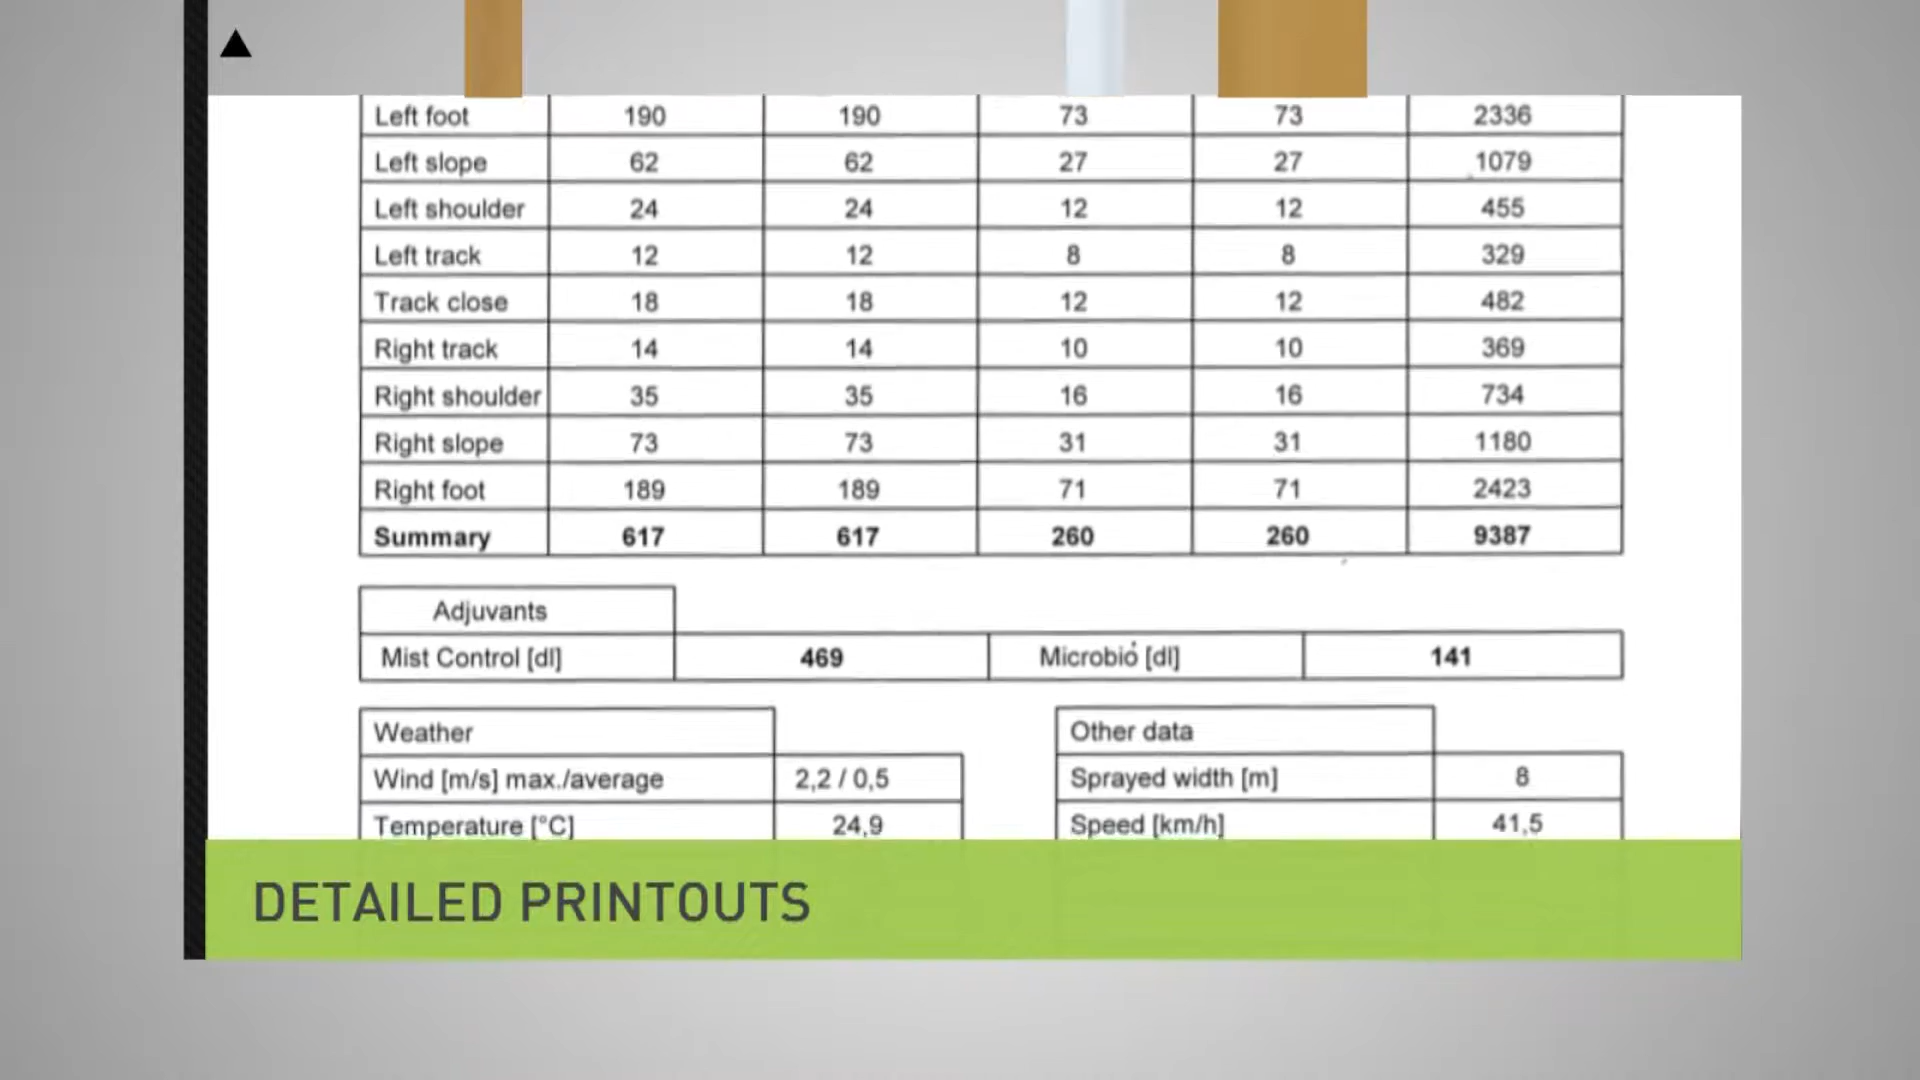 Left foot 190 190 73 73 2336
Left slope 62 62 27 27 1079
Left shoulder 24 24 12 12 455
Left track 12 12 8 8 329
Track close 18 18 12 12 482
Right track 14 14 10 10 369
Right shoulder 35 35 16 16 734
Right slope 73 73 31 31 1180
Right foot 189 189 71 71 2423
Summary 617 617 260 260 9387
Adjuvants
Mist Control [dl] 469 Microbió [dl] 141
Weather Other data
Wind [m/s] max./average 2,2 / 0,5 Sprayed width [m] 8
Temperature [°C] 24,9 Speed [km/h] 41,5
DETAILED PRINTOUTS